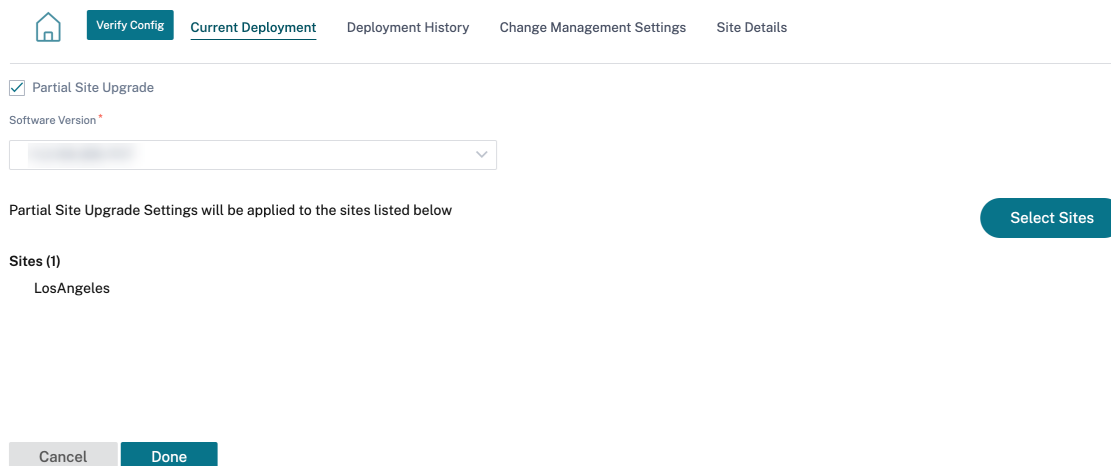 Verify Config
Current Deployment
Deployment History
Change Management Settings
Site Details
Partial Site Upgrade
Software Version *
Partial Site Upgrade Settings will be applied to the sites listed below
Select Sites
Sites (1)
LosAngeles
Cancel
Done